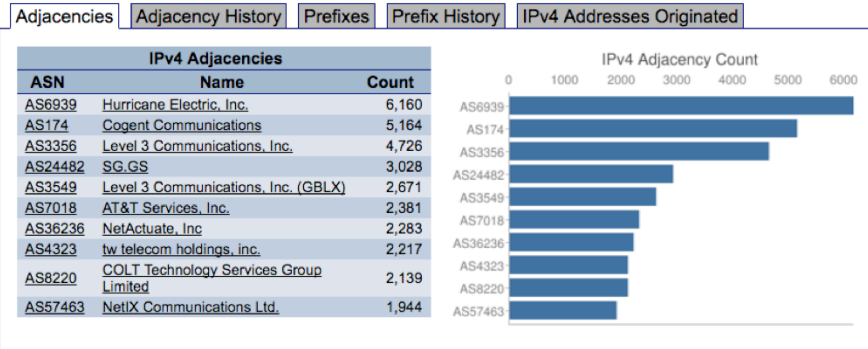 Adjacencies Adjacency History Prefixes Prefix History IPv4 Addresses Originated
IPv4 Adjacencies
ASN Name Count
AS6939 Hurricane Electric, Inc. 6,160
AS174 Cogent Communications 5,164
AS3356 Level 3 Communications, Inc. 4,726
AS24482 SG.GS 3,028
AS3549 Level 3 Communications, Inc. (GBLX) 2,671
AS7018 AT&T Services, Inc. 2,381
AS36236 NetActuate, Inc 2,283
AS4323 tw telecom holdings, inc. 2,217
AS8220 COLT Technology Services Group
Limited 2,139
AS57463 NetIX Communications Ltd. 1,944
IPv4 Adjacency Count
0 1000 2000 3000 4000 5000 6000
AS6939
AS174
AS3356
AS24482
AS3549
AS7018
AS36236
AS4323
AS8220
AS57463